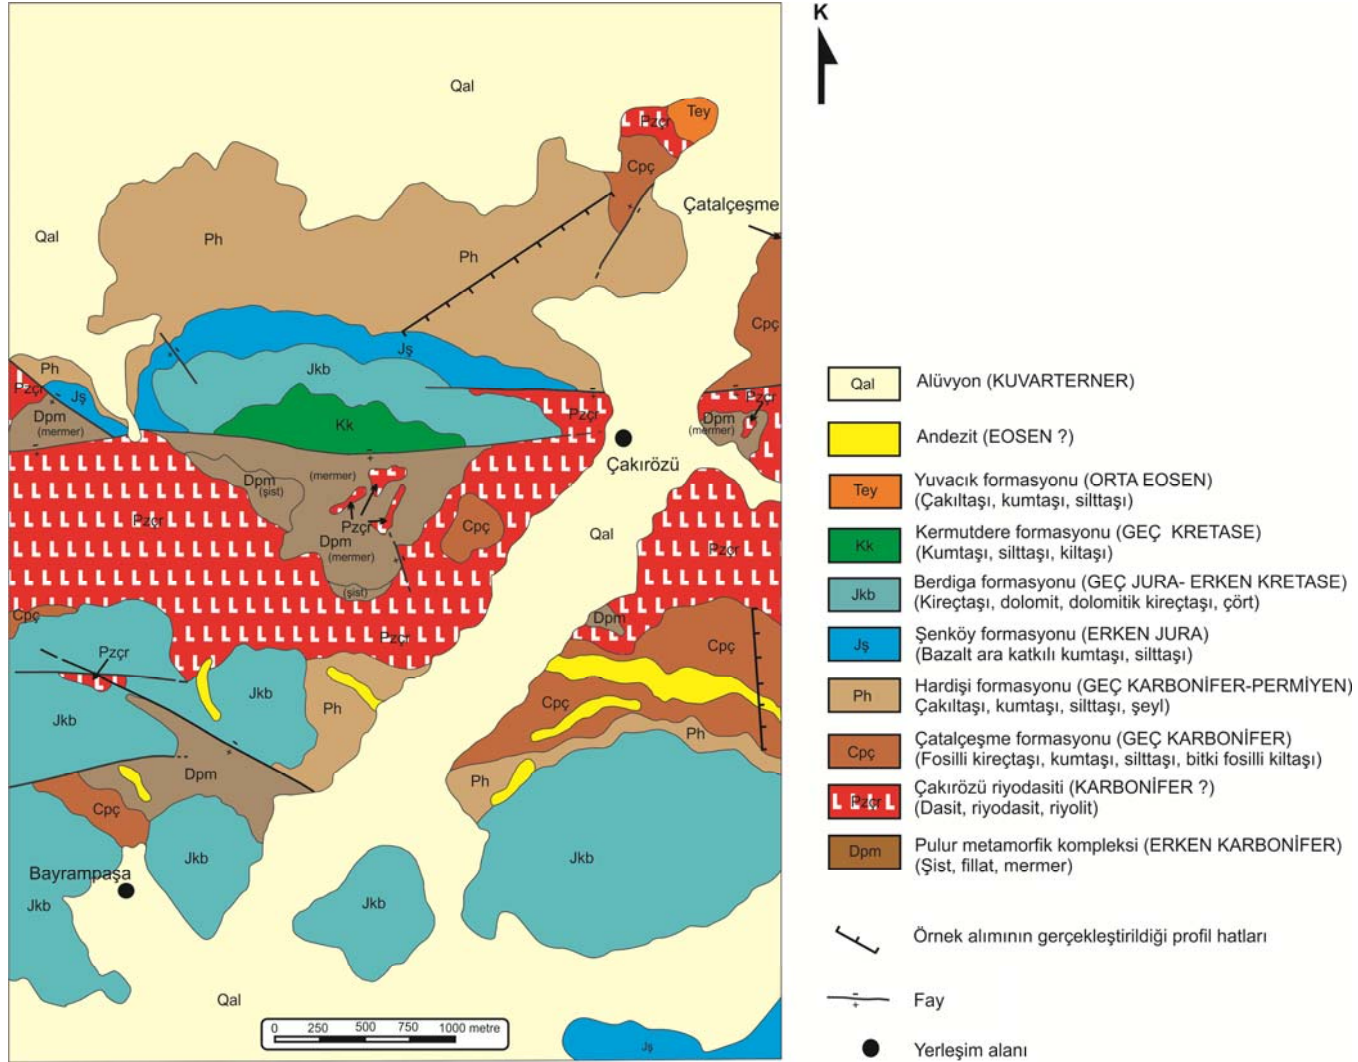 K
Qal
Tey
Pzçr
Cpç
Çatalçeşme
Qal
Ph
Ph
Cpç
Jş
Ph
Jkb
Pzçr
Jş
Pzçr
Pzçr
Dpm
(mermer)
Kk
Dpm
(mermer)
Çakırözü
Dpm
(şist)
(mermer)
Pzçr
Pzçr
Cpç
Qal
Dpm
(mermer)
Pzçr
(şist)
Cpç
Dpm
Pzçr
Pzçr
Cpç
Jkb
Jkb
Ph
Cpç
Ph
Dpm
Ph
Cpç
Jkb
Jkb
Bayrampaşa
Jkb
Jkb
Qal
Jş
0 250 500 750 1000 metre
Qal Alüvyon (KUVARTERNER)
Andezit (EOSEN ?)
Tey Yuvacık formasyonu (ORTA EOSEN)
(Çakıltaşı, kumtaşı, silttaşı)
Kk Kermutdere formasyonu (GEÇ KRETASE)
(Kumtaşı, silttaşı, kiltaşı)
Jkb Berdiga formasyonu (GEÇ JURA- ERKEN KRETASE)
(Kireçtaşı, dolomit, dolomitik kireçtaşı, çört)
Jş Şenköy formasyonu (ERKEN JURA)
(Bazalt ara katkılı kumtaşı, silttaşı)
Ph Hardişi formasyonu (GEÇ KARBONİFER-PERMİYEN)
Çakıltaşı, kumtaşı, silttaşı, şeyl)
Cpç Çatalçeşme formasyonu (GEÇ KARBONİFER)
(Fosilli kireçtaşı, kumtaşı, silttaşı, bitki fosilli kiltaşı)
Pzçr Çakırözü riyodasiti (KARBONİFER ?)
(Dasit, riyodasit, riyolit)
Dpm Pulur metamorfik kompleksi (ERKEN KARBONİFER)
(Şist, fillat, mermer)
Örnek alımının gerçekleştirildiği profil hatları
Fay
Yerleşim alanı